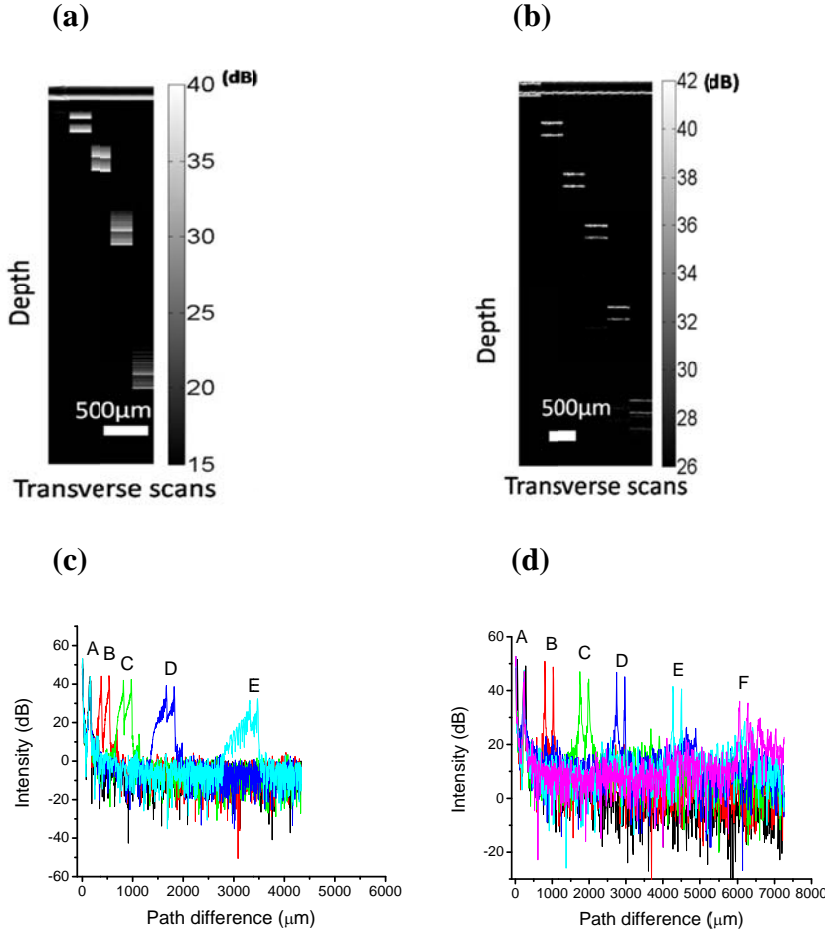 (a)
(b)
40 (dB)
35
30
25
20
15
Depth
500μm
Transverse scans
42 (dB)
40
38
36
34
32
30
28
26
Depth
500μm
Transverse scans
(c)
(d)
60
40
20
0
-20
-40
-60
Intensity (dB)
A B C D E
0 1000 2000 3000 4000 5000 6000
Path difference (μm)
60
40
20
0
-20
Intensity (dB)
A B C D E F
0 1000 2000 3000 4000 5000 6000 7000 8000
Path difference (μm)